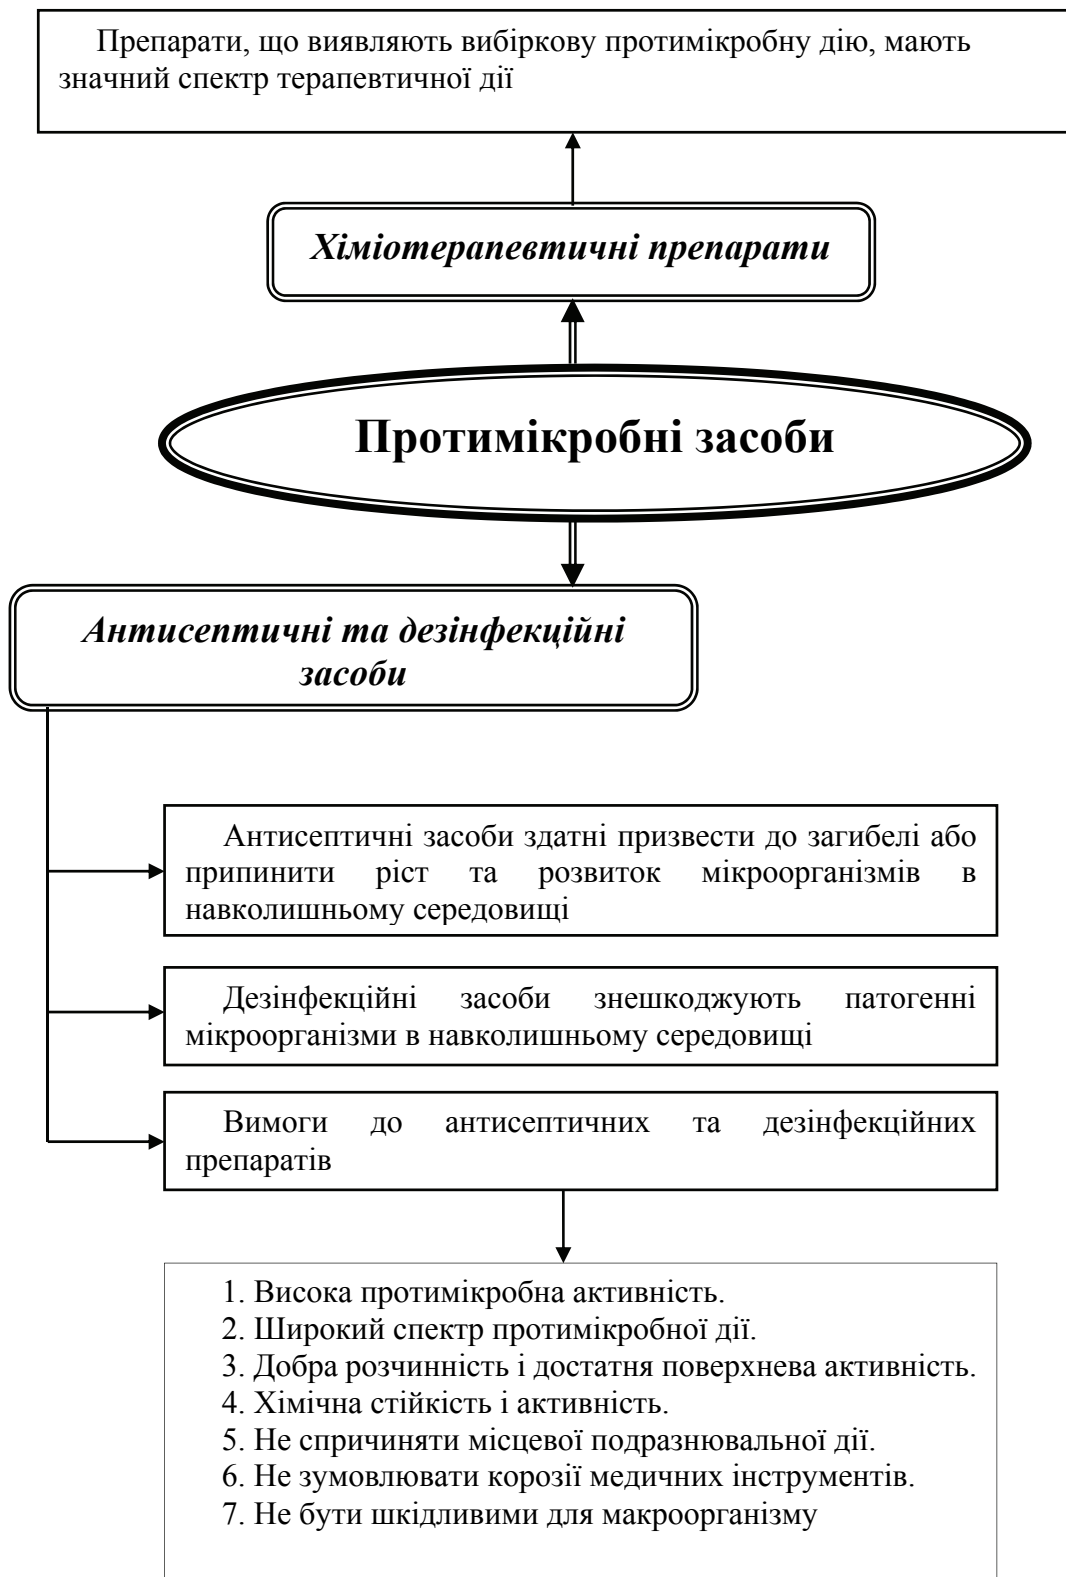 Препарати, що виявляють вибіркову протимікробну дію, мають
значний спектр терапевтичної дії
Хіміотерапевтичні препарати
Протимікробні засоби
Антисептичні та дезінфекційні
засоби
Антисептичні засоби здатні призвести до загибелі або
припинити ріст та розвиток мікроорганізмів в
навколишньому середовищі
Дезінфекційні засоби знешкоджують патогенні
мікроорганізми в навколишньому середовищі
Вимоги до антисептичних та дезінфекційних
препаратів
1. Висока протимікробна активність.
2. Широкий спектр протимікробної дії.
3. Добра розчинність і достатня поверхнева активність.
4. Хімічна стійкість і активність.
5. Не спричиняти місцевої подразнювальної дії.
6. Не зумовлювати корозії медичних інструментів.
7. Не бути шкідливими для макроорганізму